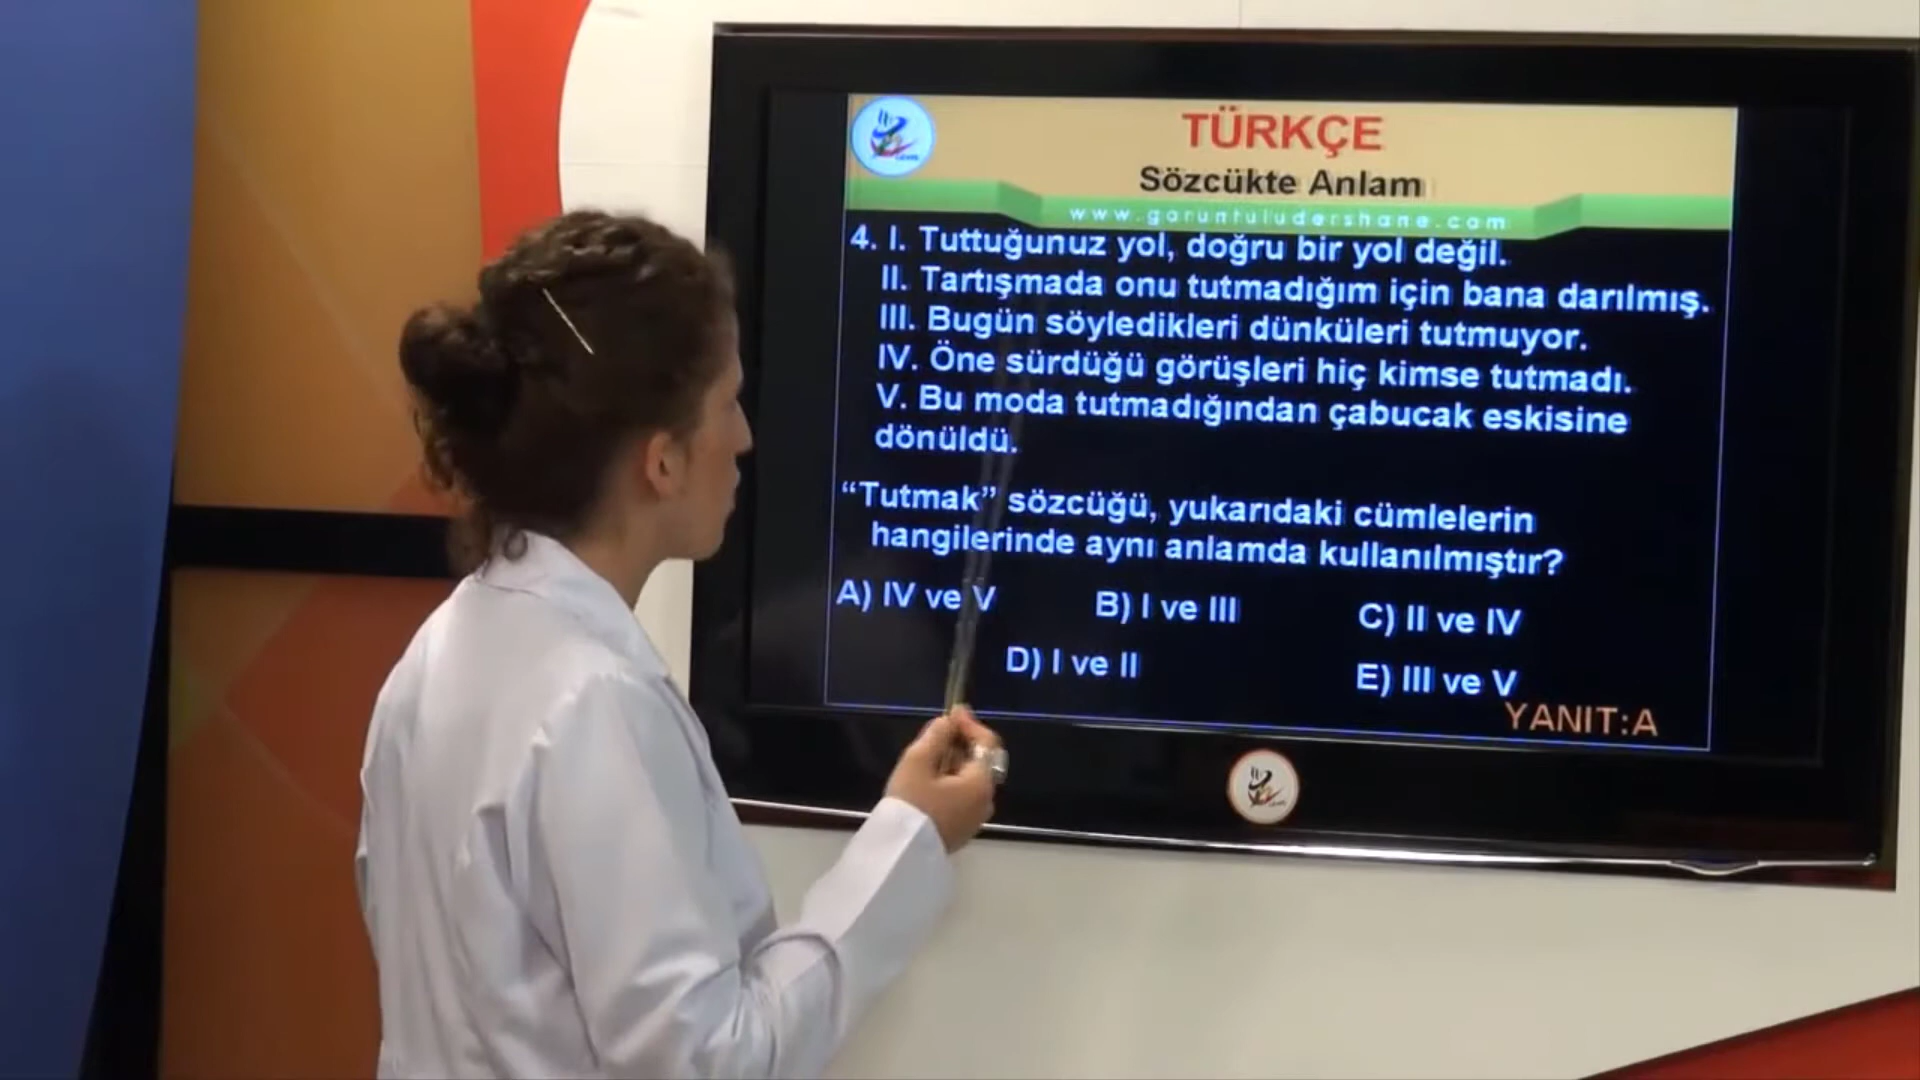 TÜRKÇE
Sözcükte Anlam
www.goruntuludershane.com
4. I. Tuttuğunuz yol, doğru bir yol değil.
II. Tartışmada onu tutmadığım için bana darılmış.
III. Bugün söyledikleri dünküleri tutmuyor.
IV. Öne sürdüğü görüşleri hiç kimse tutmadı.
V. Bu moda tutmadığından çabucak eskisine
dönüldü.
“Tutmak” sözcüğü, yukarıdaki cümlelerin
hangilerinde aynı anlamda kullanılmıştır?
A) IV ve V B) I ve III C) II ve IV
D) I ve II E) III ve V
YANIT:A